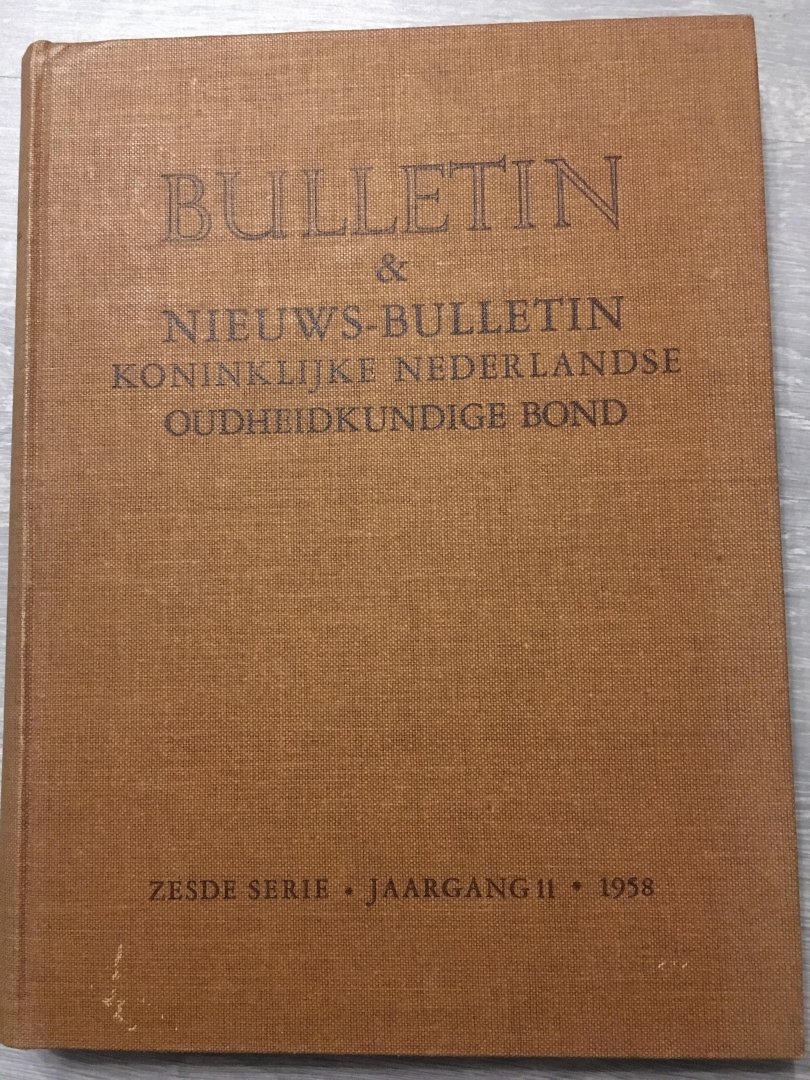 BULLETIN
&
NIEUWS-BULLETIN
KONINKLIJKE NEDERLANDSE
OUDHEIDKUNDIGE BOND
ZESDE SERIE • JAARGANG 11 • 1958